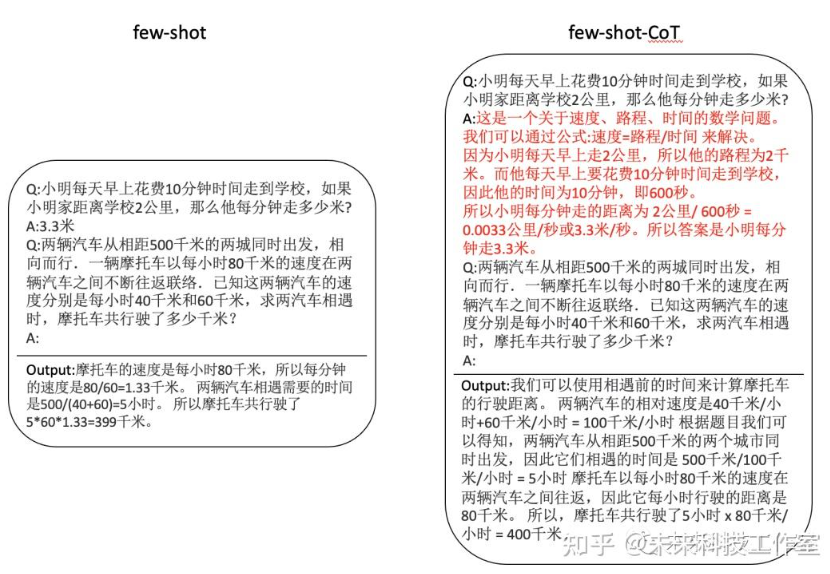 few-shot
Q:小明每天早上花费10分钟时间走到学校，如果
小明家距离学校2公里，那么他每分钟走多少米?
A:3.3米
Q:两辆汽车从相距500千米的两城同时出发，相
向而行．一辆摩托车以每小时80千米的速度在两
辆汽车之间不断往返联络．已知这两辆汽车的速
度分别是每小时40千米和60千米，求两汽车相遇
时，摩托车共行驶了多少千米？
A:
Output:摩托车的速度是每小时80千米，所以每分钟
的速度是80/60=1.33千米。 两辆汽车相遇需要的时间
是500/(40+60)=5小时。 所以摩托车共行驶了
5*60*1.33=399千米。
few-shot-CoT
Q:小明每天早上花费10分钟时间走到学校，如果
小明家距离学校2公里，那么他每分钟走多少米?
A:这是一个关于速度、路程、时间的数学问题。
我们可以通过公式:速度=路程/时间 来解决。
因为小明每天早上走2公里，所以他的路程为2千
米。而他每天早上要花费10分钟时间走到学校，
因此他的时间为10分钟，即600秒。
所以小明每分钟走的距离为 2公里/ 600秒 =
0.0033公里/秒或3.3米/秒。所以答案是小明每分
钟走3.3米。
Q:两辆汽车从相距500千米的两城同时出发，相
向而行．一辆摩托车以每小时80千米的速度在两
辆汽车之间不断往返联络．已知这两辆汽车的速
度分别是每小时40千米和60千米，求两汽车相遇
时，摩托车共行驶了多少千米？
A:
Output:我们可以使用相遇前的时间来计算摩托车
的行驶距离。 两辆汽车的相对速度是40千米/小
时+60千米/小时 = 100千米/小时 根据题目我们可
以得知，两辆汽车从相距500千米的两个城市同
时出发，因此它们相遇的时间是 500千米/100千
米/小时 = 5小时 摩托车以每小时80千米的速度在
两辆汽车之间往返，因此它每小时行驶的距离是
80千米。 所以，摩托车共行驶了5小时 x 80千米/
小时 = 400千米
知乎 @未来科技工作室